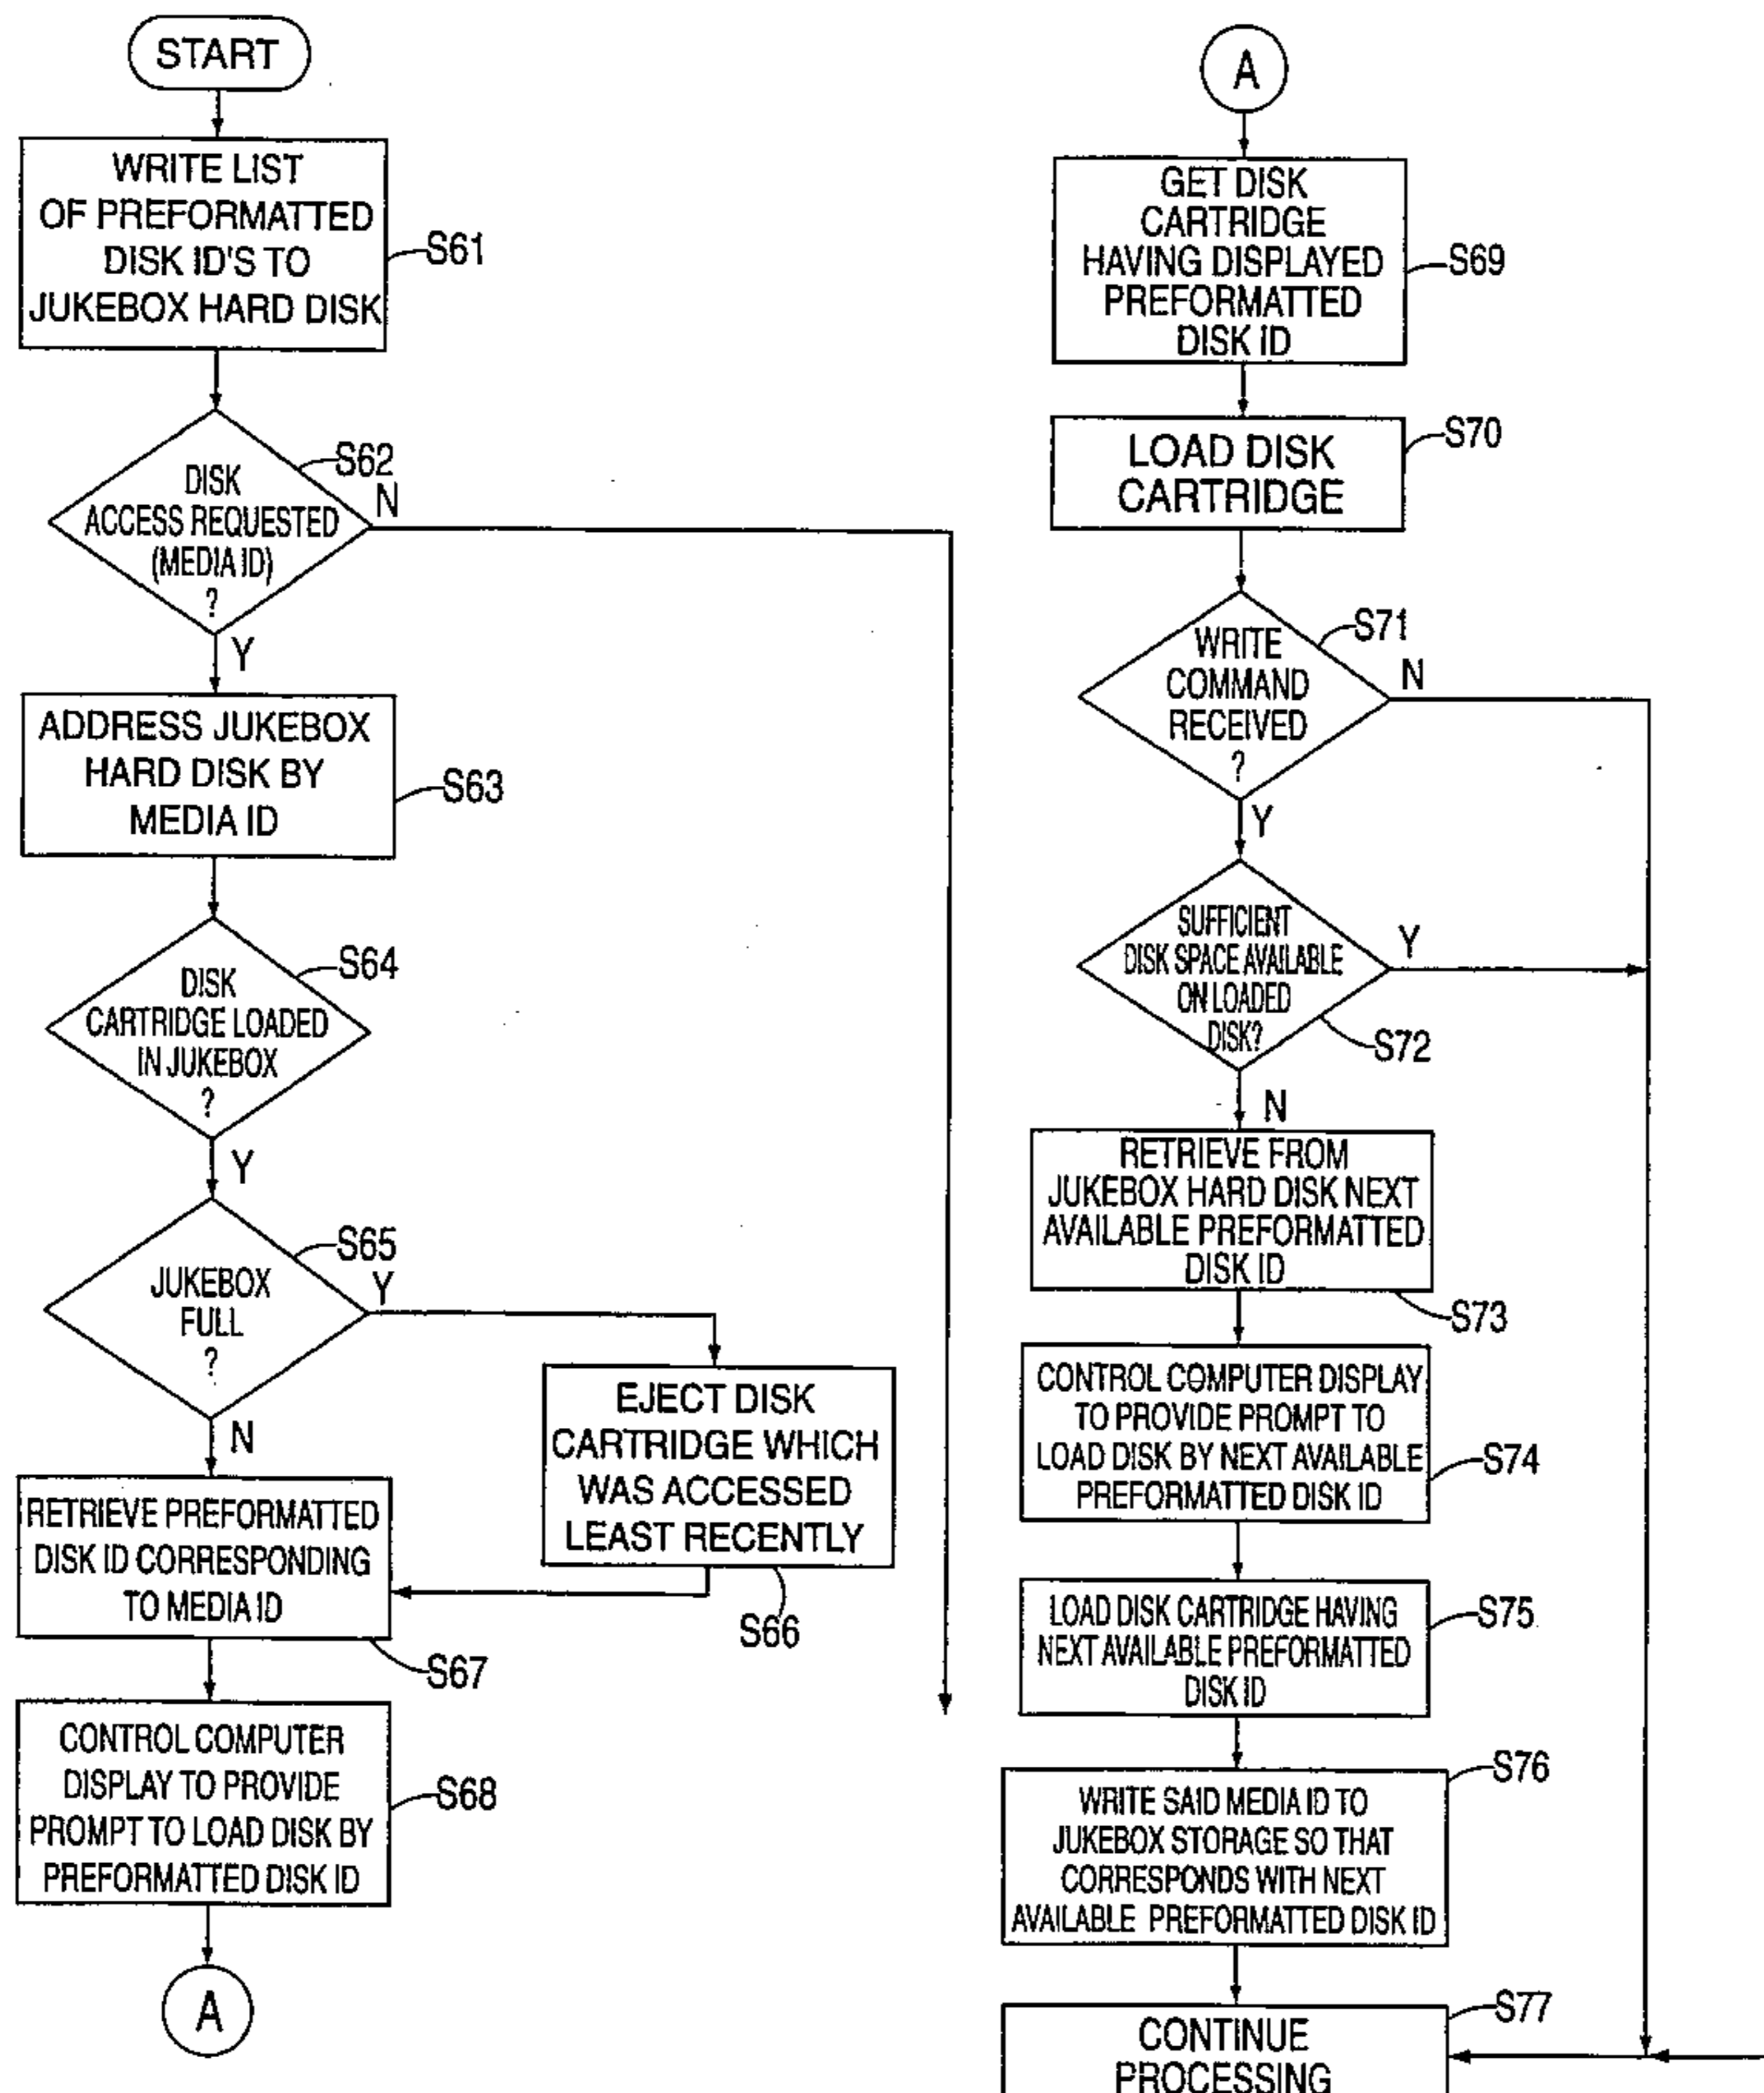 START
WRITE LIST
OF PREFORMATTED
DISK ID'S TO
JUKEBOX HARD DISK
S61
S62
DISK
ACCESS REQUESTED
(MEDIA ID)
?
N
Y
ADDRESS JUKEBOX
HARD DISK BY
MEDIA ID
S63
S64
DISK
CARTRIDGE LOADED
IN JUKEBOX
?
Y
S65
JUKEBOX
FULL
?
Y
N
EJECT DISK
CARTRIDGE WHICH
WAS ACCESSED
LEAST RECENTLY
S66
RETRIEVE PREFORMATTED
DISK ID CORRESPONDING
TO MEDIA ID
S67
CONTROL COMPUTER
DISPLAY TO PROVIDE
PROMPT TO LOAD DISK BY
PREFORMATTED DISK ID
S68
A
A
GET DISK
CARTRIDGE
HAVING DISPLAYED
PREFORMATTED
DISK ID
S69
LOAD DISK
CARTRIDGE
S70
S71
WRITE
COMMAND
RECEIVED
?
N
Y
SUFFICIENT
DISK SPACE AVAILABLE
ON LOADED
DISK?
Y
S72
N
RETRIEVE FROM
JUKEBOX HARD DISK NEXT
AVAILABLE PREFORMATTED
DISK ID
S73
CONTROL COMPUTER DISPLAY
TO PROVIDE PROMPT TO
LOAD DISK BY NEXT AVAILABLE
PREFORMATTED DISK ID
S74
LOAD DISK CARTRIDGE HAVING
NEXT AVAILABLE PREFORMATTED
DISK ID
S75
S76
WRITE SAID MEDIA ID TO
JUKEBOX STORAGE SO THAT
CORRESPONDS WITH NEXT
AVAILABLE PREFORMATTED DISK ID
S77
CONTINUE
PROCESSING